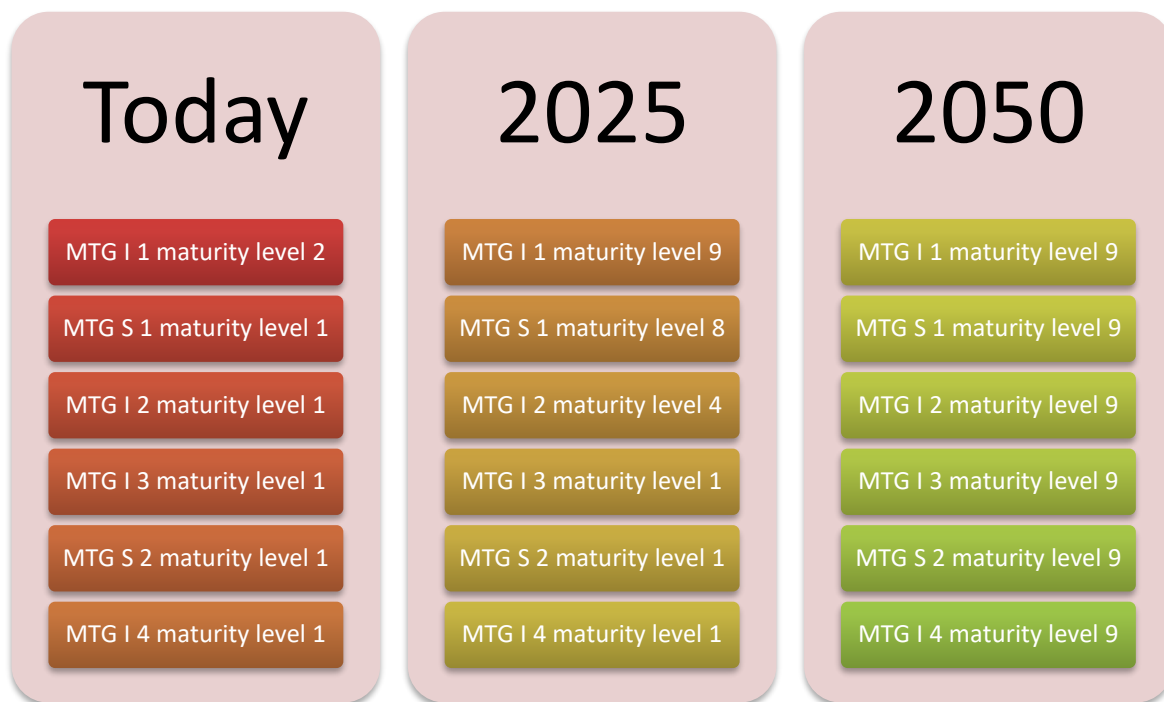 Today
MTG I 1 maturity level 2
MTG S 1 maturity level 1
MTG I 2 maturity level 1
MTG I 3 maturity level 1
MTG S 2 maturity level 1
MTG I 4 maturity level 1
2025
MTG I 1 maturity level 9
MTG S 1 maturity level 8
MTG I 2 maturity level 4
MTG I 3 maturity level 1
MTG S 2 maturity level 1
MTG I 4 maturity level 1
2050
MTG I 1 maturity level 9
MTG S 1 maturity level 9
MTG I 2 maturity level 9
MTG I 3 maturity level 9
MTG S 2 maturity level 9
MTG I 4 maturity level 9